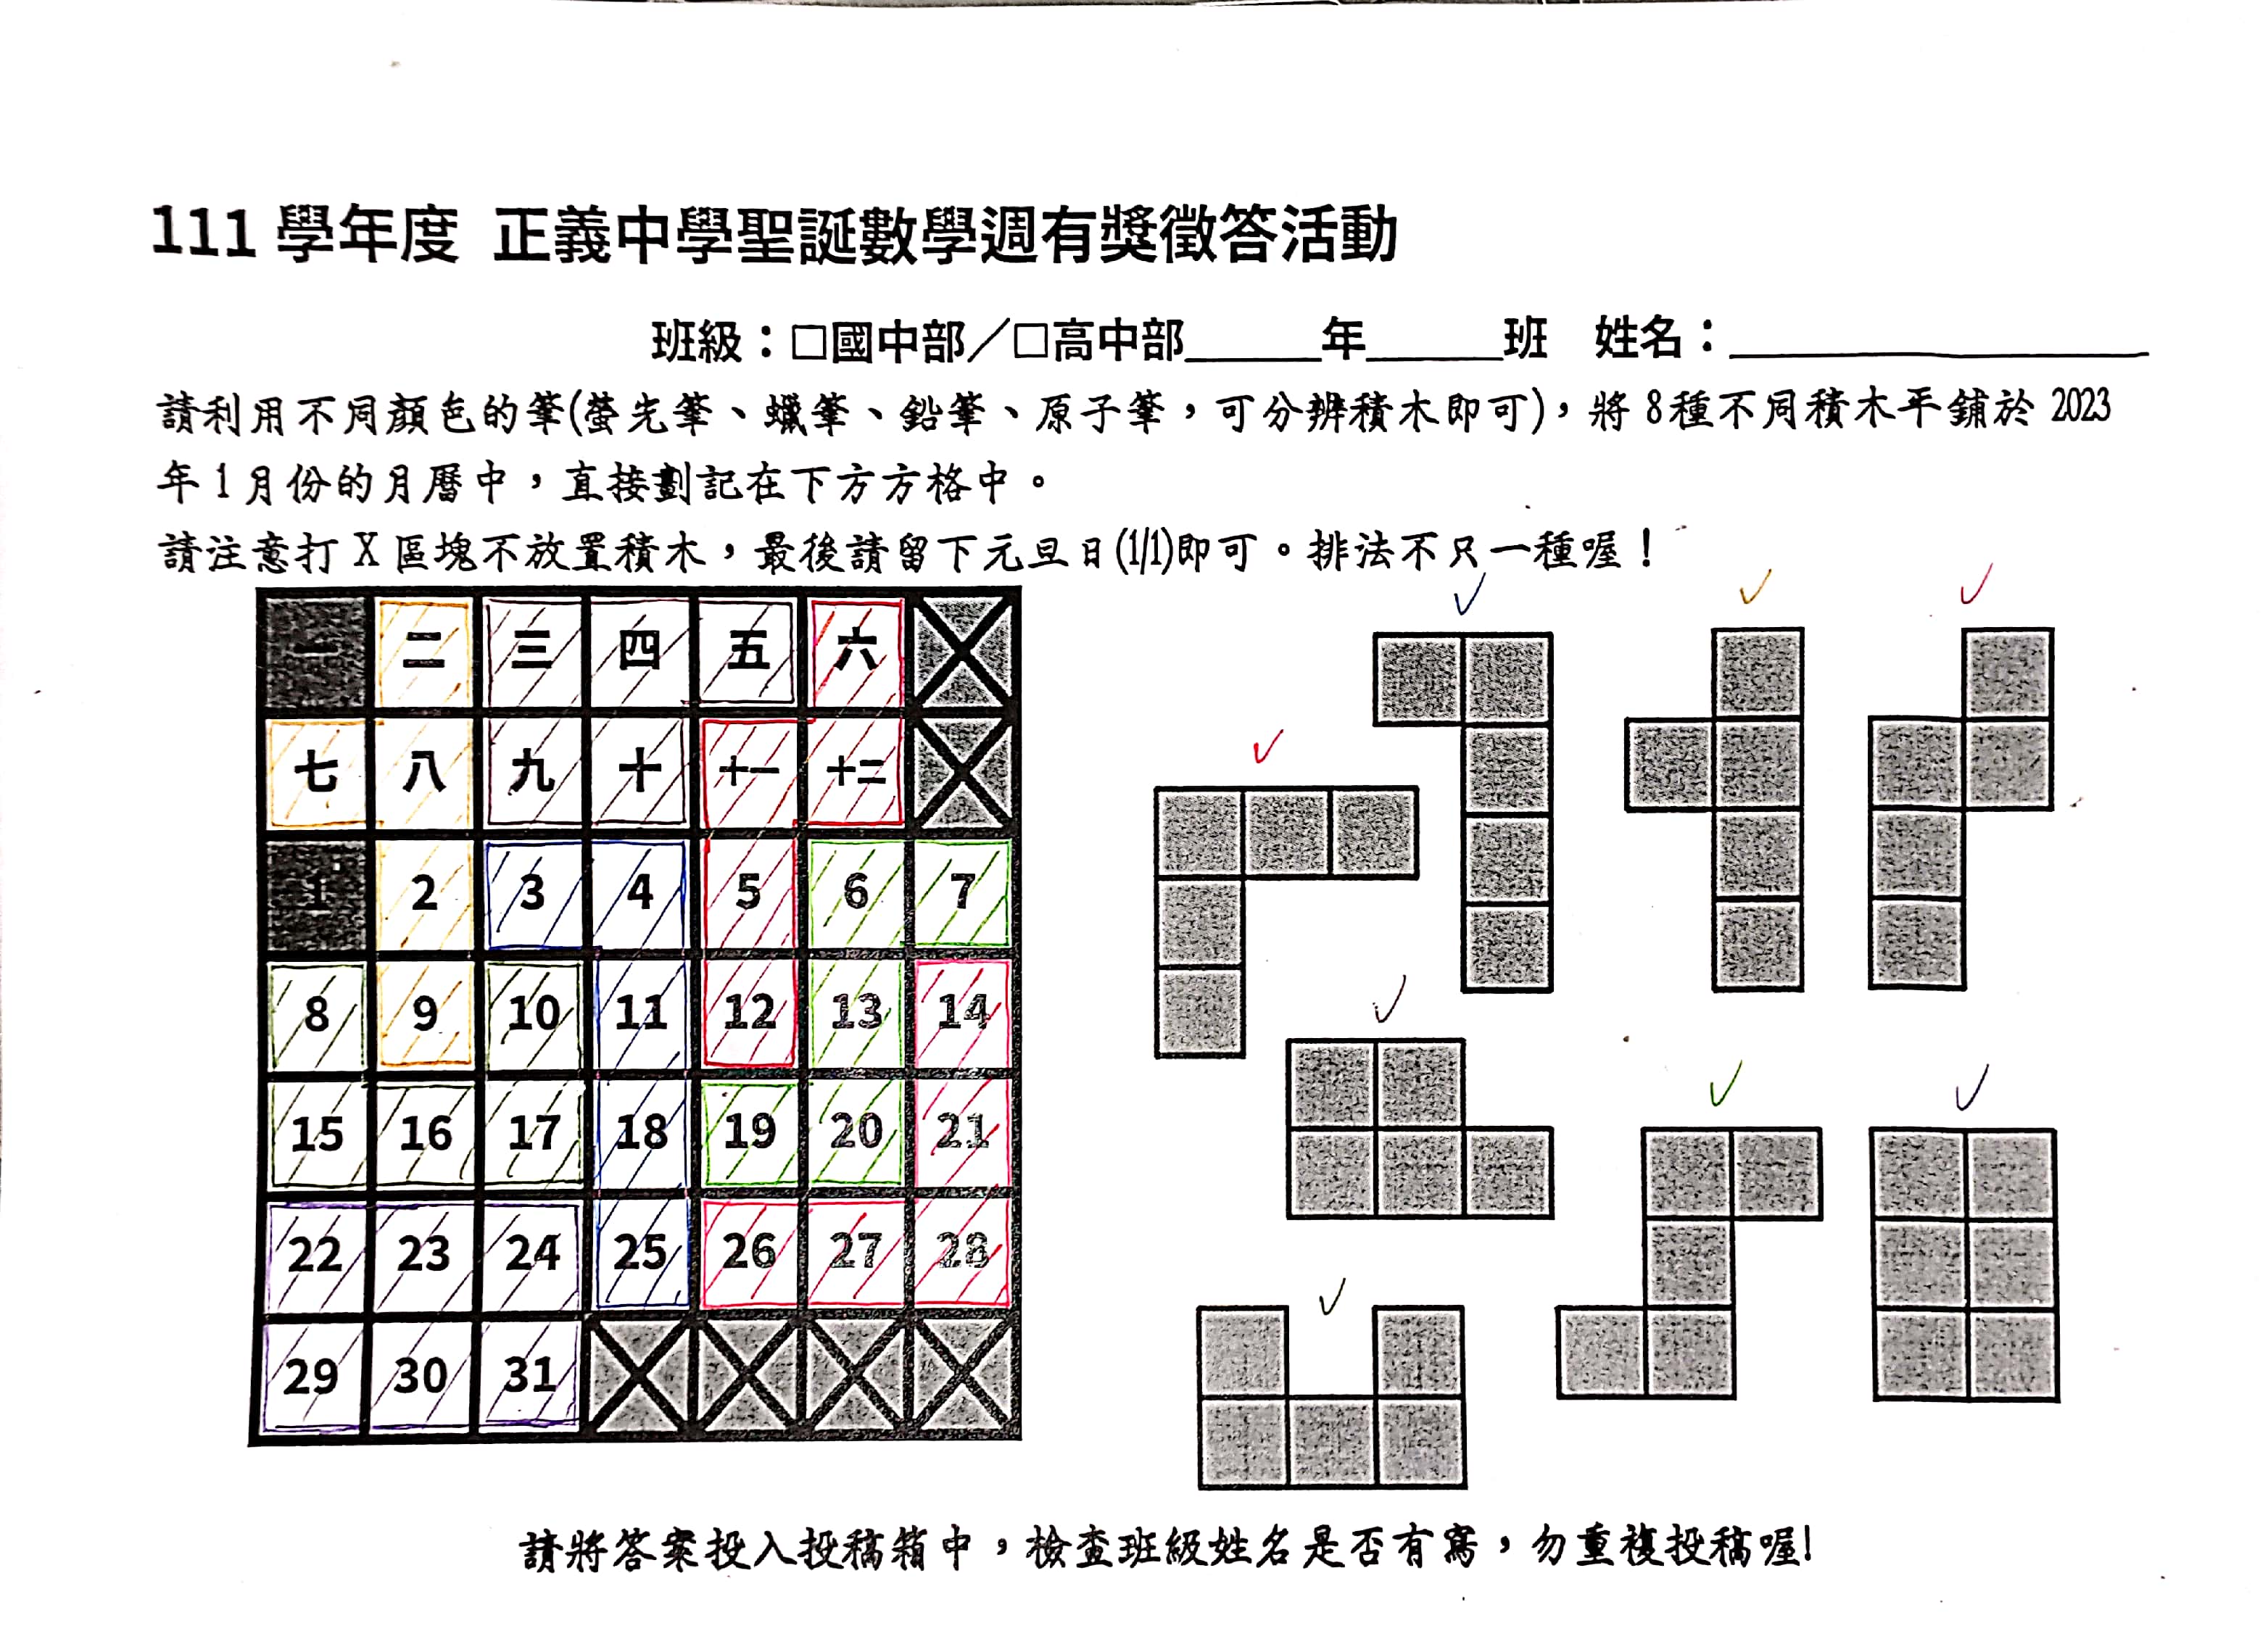 111 學年度 正義中學聖誕數學週有獎徵答活動
班級：□國中部／□高中部______年______班 姓名：__________________
請利用不同顏色的筆(螢光筆、蠟筆、鉛筆、原子筆，可分辨積木即可)，將 8種不同積木平鋪於 2023
年 1 月份的月曆中，直接劃記在下方方格中。
請注意打 X 區塊不放置積木，最後請留下元旦日(1/1)即可。排法不只一種喔！
一 二 三 四 五 六
七 八 九 十 十一 十二
1 2 3 4 5 6 7
8 9 10 11 12 13 14
15 16 17 18 19 20 21
22 23 24 25 26 27 28
29 30 31
請將答案投入投稿箱中，檢查班級姓名是否有寫，勿重複投稿喔!